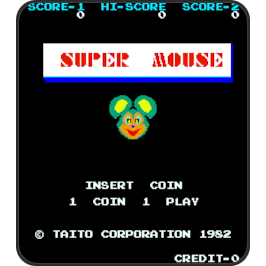 SCORE-1 HI-SCORE SCORE-2
0 0 0
SUPER MOUSE
INSERT COIN
1 COIN 1 PLAY
© TAITO CORPORATION 1982
CREDIT-0